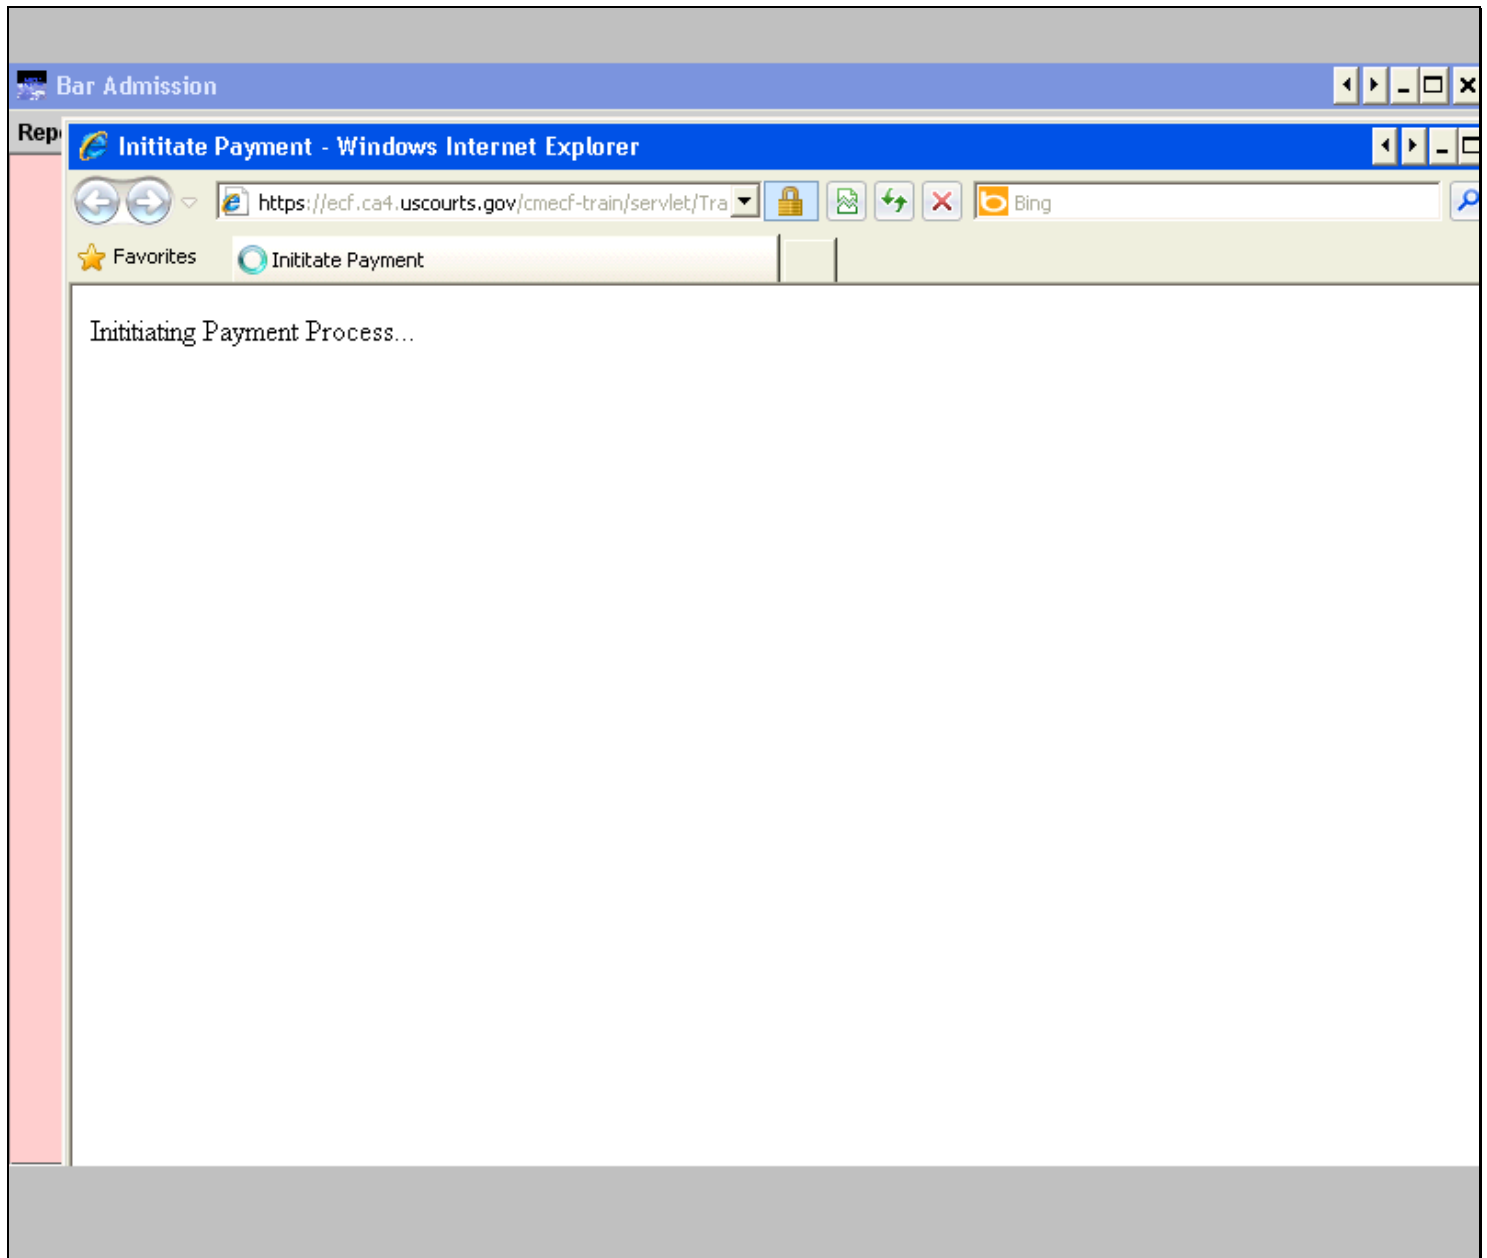 Bar Admission
Rep
Inititate Payment - Windows Internet Explorer
https://ecf.ca4.uscourts.gov/cmecf-train/servlet/Tra
Bing
Favorites
Inititate Payment
Inititiating Payment Process...